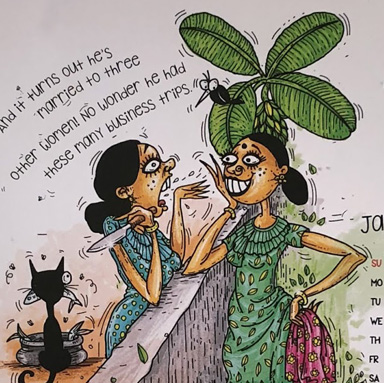 And it turns out he's
married to three
other women! No wonder he had
these many business trips.
JA
SU
MO
TU
WE
TH
FR
SA